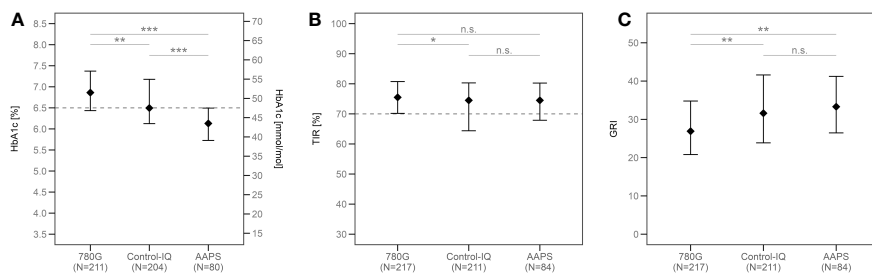 A
***
**
***
8.5
8.0
7.5
7.0
6.5
6.0
5.5
5.0
4.5
4.0
3.5
HbA1c [%]
70
65
60
55
50
45
40
35
30
25
20
15
HbA1c [mmol/mol]
780G Control-IQ AAPS
(N=211) (N=204) (N=80)
B
n.s.
*
n.s.
100
90
80
70
60
50
40
30
TIR [%]
780G Control-IQ AAPS
(N=217) (N=211) (N=84)
C
**
**
n.s.
50
40
30
20
10
0
GRI
780G Control-IQ AAPS
(N=217) (N=211) (N=84)